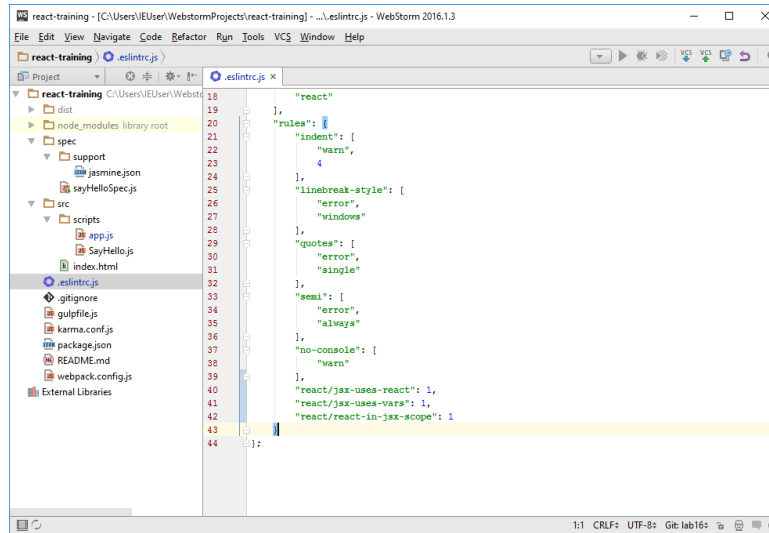 react-training - [C:\Users\IEUser\WebstormProjects\react-training] - ...\.eslintrc.js - WebStorm 2016.1.3
File Edit View Navigate Code Refactor Run Tools VCS Window Help
react-training .eslintrc.js
VCS VCS
Project
.eslintrc.js
react-training C:\Users\IEUser\Webstc
dist
node_modules library root
spec
support
jasmine.json
sayHelloSpec.js
src
scripts
app.js
SayHello.js
index.html
.eslintrc.js
.gitignore
gulpfile.js
karma.conf.js
package.json
README.md
webpack.config.js
External Libraries
18 "react"
19 ],
20 "rules": {
21 "indent": [
22 "warn",
23 4
24 ],
25 "linebreak-style": [
26 "error",
27 "windows"
28 ],
29 "quotes": [
30 "error",
31 "single"
32 ],
33 "semi": [
34 "error",
35 "always"
36 ],
37 "no-console": [
38 "warn"
39 ],
40 "react/jsx-uses-react": 1,
41 "react/jsx-uses-vars": 1,
42 "react/react-in-jsx-scope": 1
43 }
44 };
1:1 CRLF UTF-8 Git: lab16